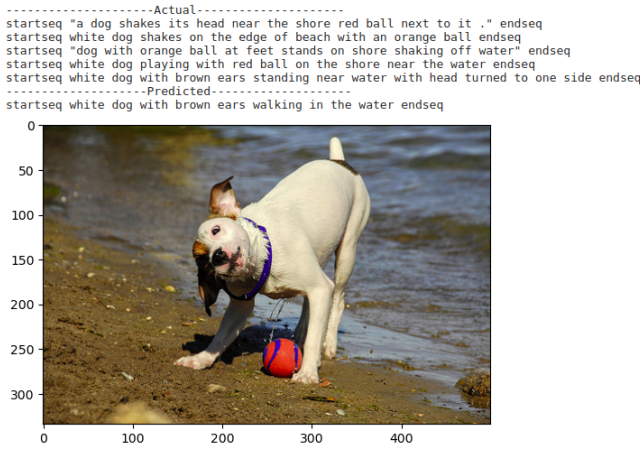 ---------------------Actual---------------------
startseq "a dog shakes its head near the shore red ball next to it ." endseq
startseq white dog shakes on the edge of beach with an orange ball endseq
startseq "dog with orange ball at feet stands on shore shaking off water" endseq
startseq white dog playing with red ball on the shore near the water endseq
startseq white dog with brown ears standing near water with head turned to one side endseq
--------------------Predicted--------------------
startseq white dog with brown ears walking in the water endseq
0
50
100
150
200
250
300
0 100 200 300 400